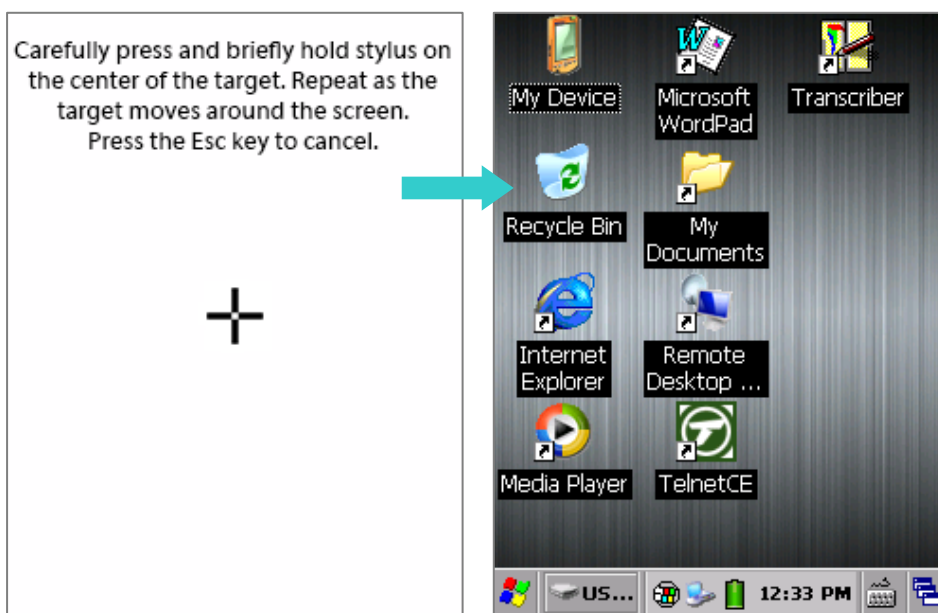 Carefully press and briefly hold stylus on
the center of the target. Repeat as the
target moves around the screen.
Press the Esc key to cancel.
My Device
Microsoft
WordPad
Transcriber
Recycle Bin
My
Documents
Internet
Explorer
Remote
Desktop ...
Media Player
TelnetCE
US...
12:33 PM